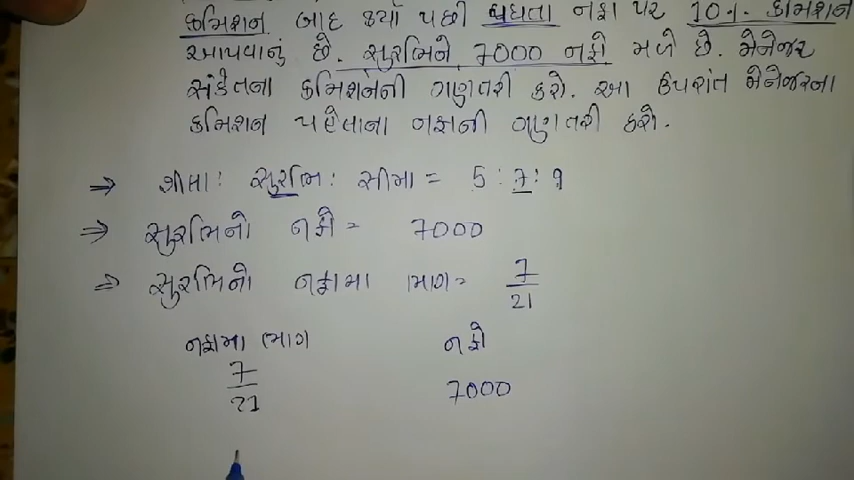 કમિશન બાદ કર્યા પછી વધતા નફા પર 10%. કમિશન
આપવાનું છે. સુરભિને 7000 નફો મળે છે. મેનેજર
સંકેતના કમિશનની ગણતરી કરો. આ ઉપરાંત મેનેજરના
કમિશન પહેલાના નફાની ગણતરી કરો.
⇒ શીલા : સુરભિ : સીમા = 5 : 7 : 9
⇒ સુરભિનો નફો = 7000
⇒ સુરભિનો નફામા ભાગ = 7/21
નફામા ભાગ નફો
7/21 7000